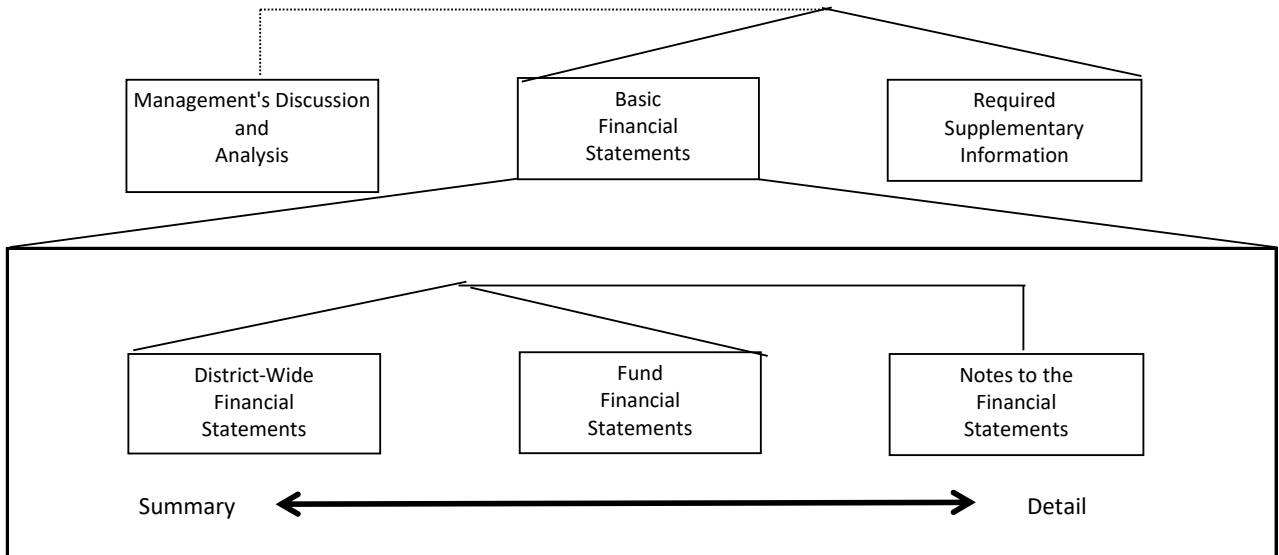 Management's Discussion
and
Analysis
Basic
Financial
Statements
Required
Supplementary
Information
District-Wide
Financial
Statements
Fund
Financial
Statements
Notes to the
Financial
Statements
Summary
Detail